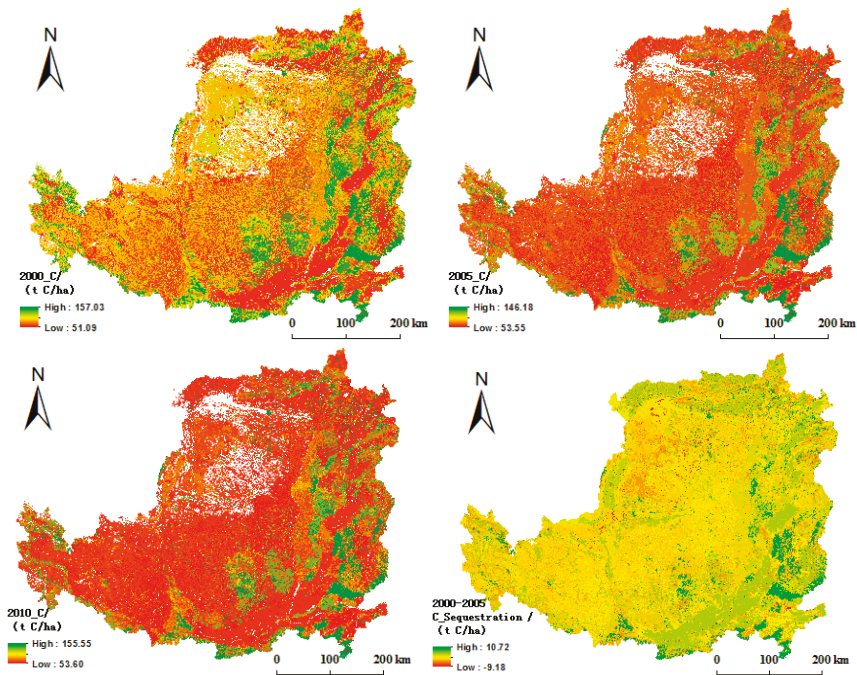 N
2000_C/
(t C/ha)
High : 157.03
Low : 51.09
0 100 200 km
N
2005_C/
(t C/ha)
High : 146.18
Low : 53.55
0 100 200 km
N
2010_C/
(t C/ha)
High : 155.55
Low : 53.60
0 100 200 km
N
2000-2005
C_Sequestration /
(t C/ha)
High : 10.72
Low : -9.18
0 100 200 km